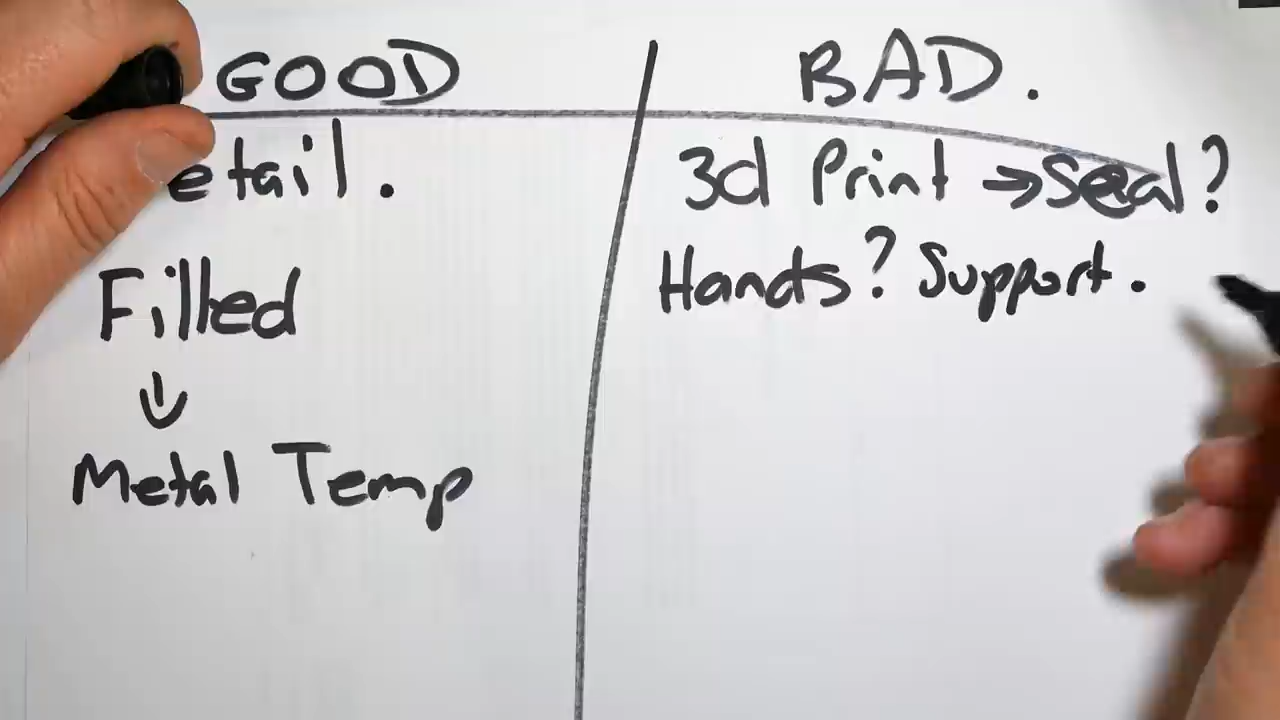 GOOD
BAD.
etail.
3d Print → Seal?
Filled
Hands? Support.
↓
Metal Temp